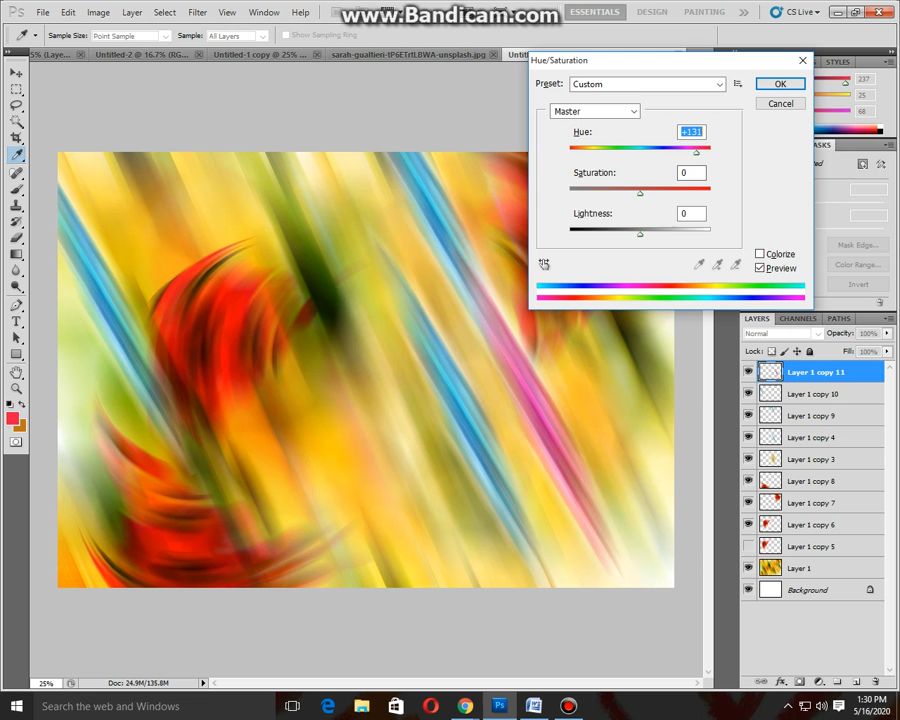 www.Bandicam.com
Ps File Edit Image Layer Select Filter View Window ESSENTIALS DESIGN PAINTING CS Live
Sample Size: Point Sample Sample: All Layers Show Sampling Ring
5% (Laye... Untitled-2 @ 16.7% (RG... Untitled-1 copy @ 25% ... sarah-gualtieri-tP6ETrtLBWA-unsplash.jpg Unti
STYLES
237
25
68
Hue/Saturation
Preset: Custom OK
Cancel
Master
Hue: +131
Saturation: 0
Lightness: 0
Colorize
Preview
ASKS
Mask Edge...
Color Range...
Invert
LAYERS CHANNELS PATHS
Normal Opacity: 100%
Lock: Fill: 100%
Layer 1 copy 11
Layer 1 copy 10
Layer 1 copy 9
Layer 1 copy 4
Layer 1 copy 3
Layer 1 copy 8
Layer 1 copy 7
Layer 1 copy 6
Layer 1 copy 5
Layer 1
Background
25% Doc: 24.9M/135.8M
Search the web and Windows
1:30 PM
5/16/2020